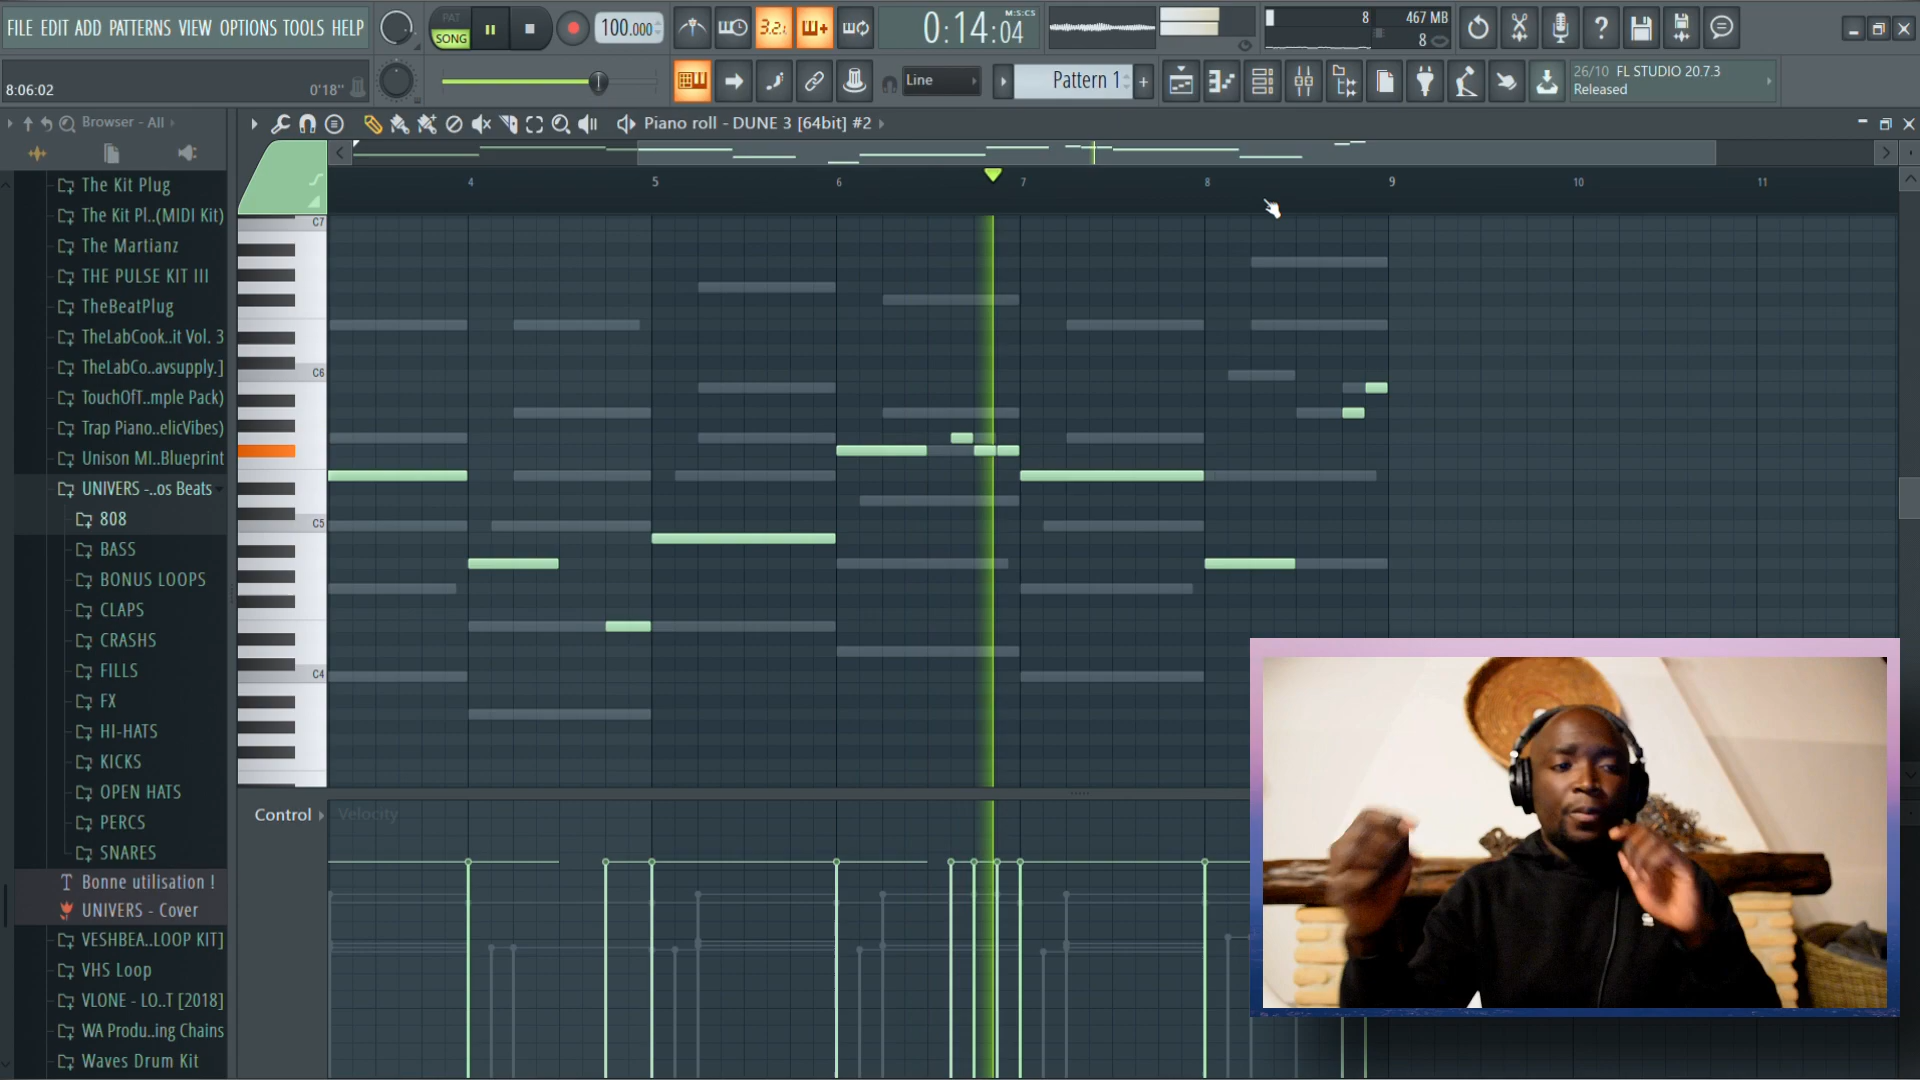 FILE EDIT ADD PATTERNS VIEW OPTIONS TOOLS HELP
PAT
SONG
100.000
3.2.1
0:14:04
M:S:CS
8
467 MB
8
8:06:02
0'18"
Line
Pattern 1
+
26/10 FL STUDIO 20.7.3
Released
Browser - All
Piano roll - DUNE 3 [64bit] #2
4
5
6
7
8
9
10
11
The Kit Plug
The Kit Pl..(MIDI Kit)
The Martianz
THE PULSE KIT III
TheBeatPlug
TheLabCook..it Vol. 3
TheLabCo..avsupply.]
TouchOfT..mple Pack)
Trap Piano..elicVibes)
Unison MI..Blueprint
UNIVERS -..os Beats
808
BASS
BONUS LOOPS
CLAPS
CRASHS
FILLS
FX
HI-HATS
KICKS
OPEN HATS
PERCS
SNARES
Bonne utilisation !
UNIVERS - Cover
VESHBEA..LOOP KIT]
VHS Loop
VLONE - LO..T [2018]
WA Produ..ing Chains
Waves Drum Kit
C7
C6
C5
C4
Control
Velocity